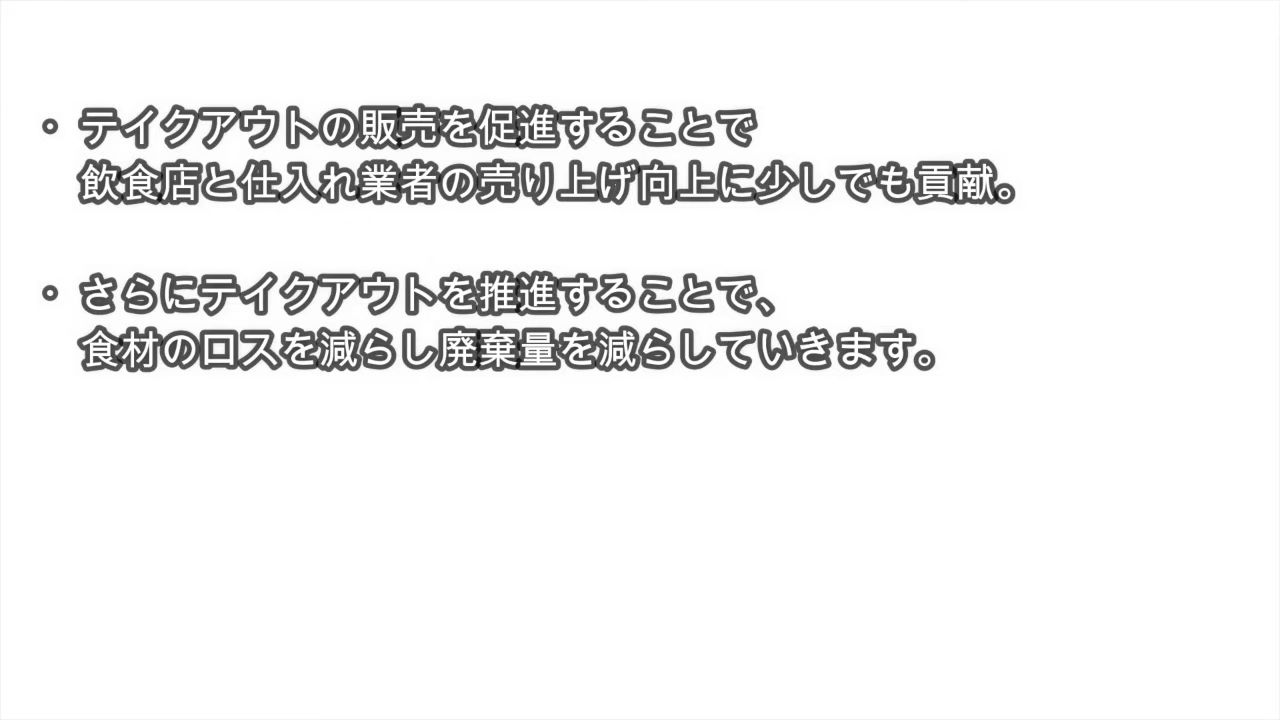 ・テイクアウトの販売を促進することで
飲食店と仕入れ業者の売り上げ向上に少しでも貢献。
・さらにテイクアウトを推進することで、
食材のロスを減らし廃棄量を減らしていきます。